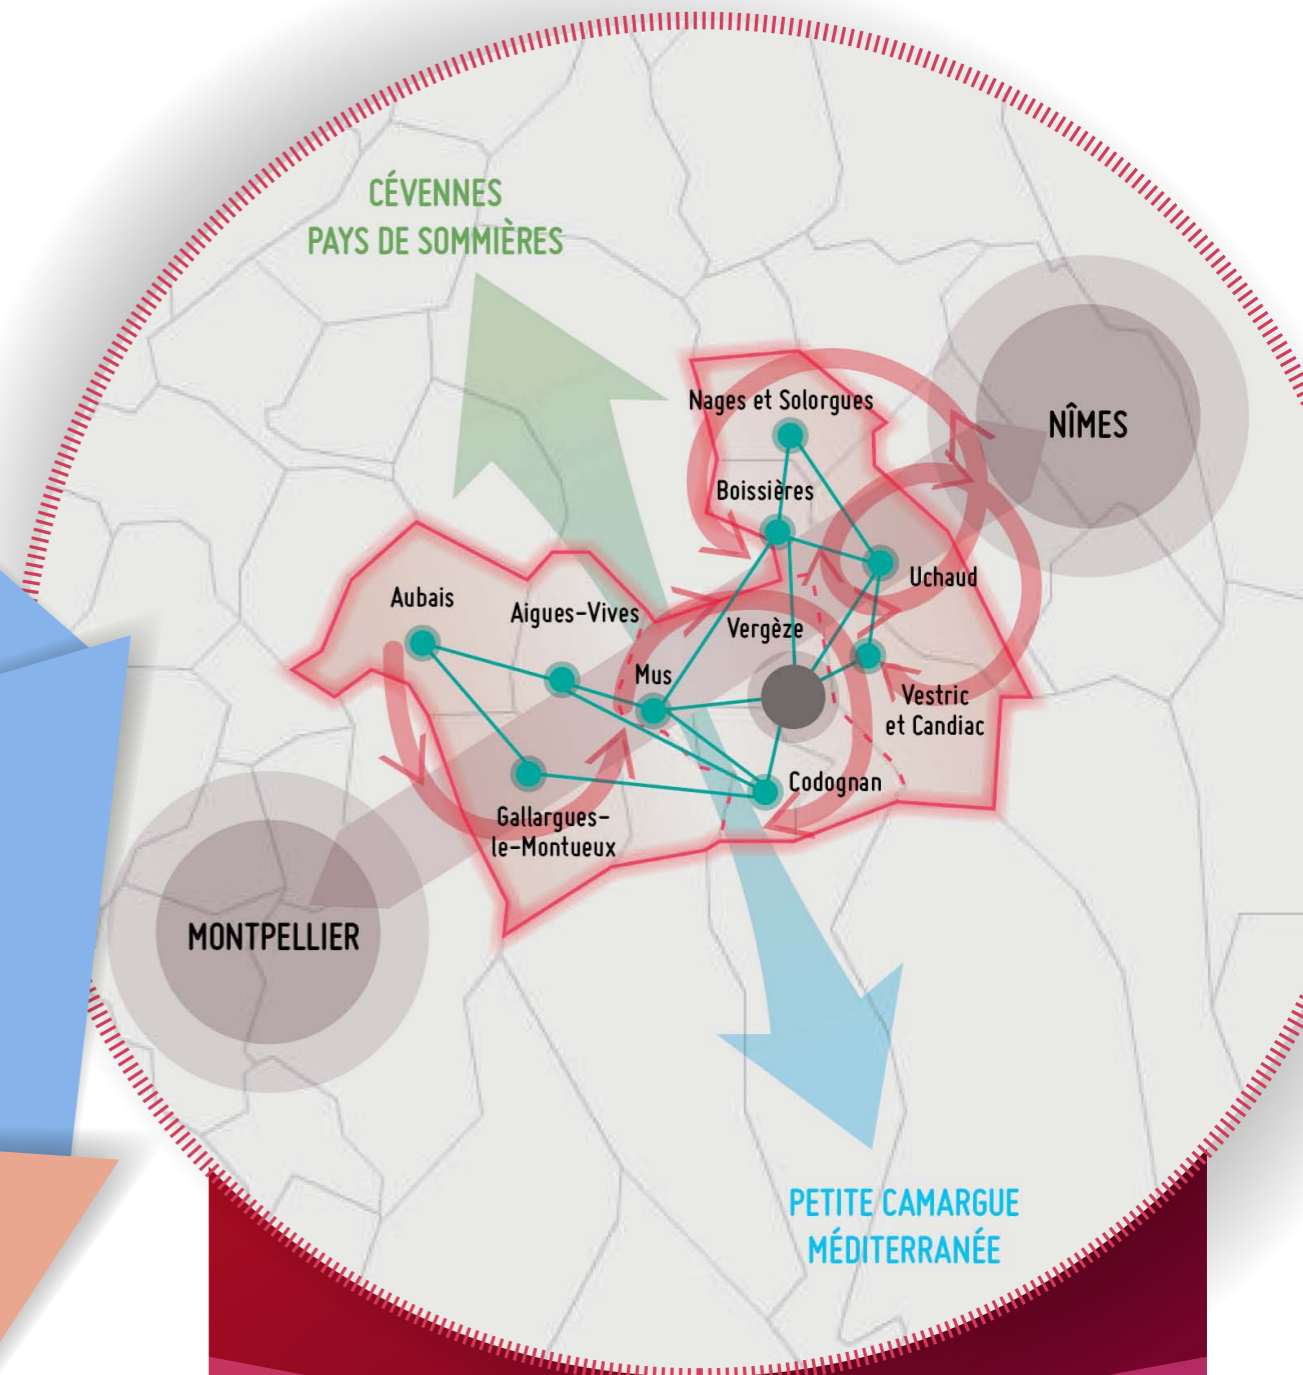 CÉVENNES
PAYS DE SOMMIÈRES
Nages et Solorgues
NÎMES
Boissières
Uchaud
Aubais
Aigues-Vives
Vergèze
Mus
Vestric
et Candiac
Codognan
Gallargues-
le-Montueux
MONTPELLIER
PETITE CAMARGUE
MÉDITERRANÉE